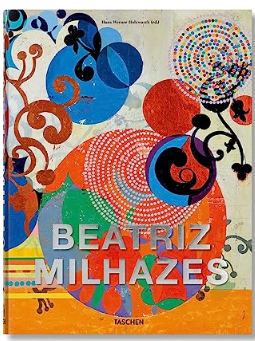 Hans Werner Holzwarth (ed.)
BEATRIZ
MILHAZES
TASCHEN